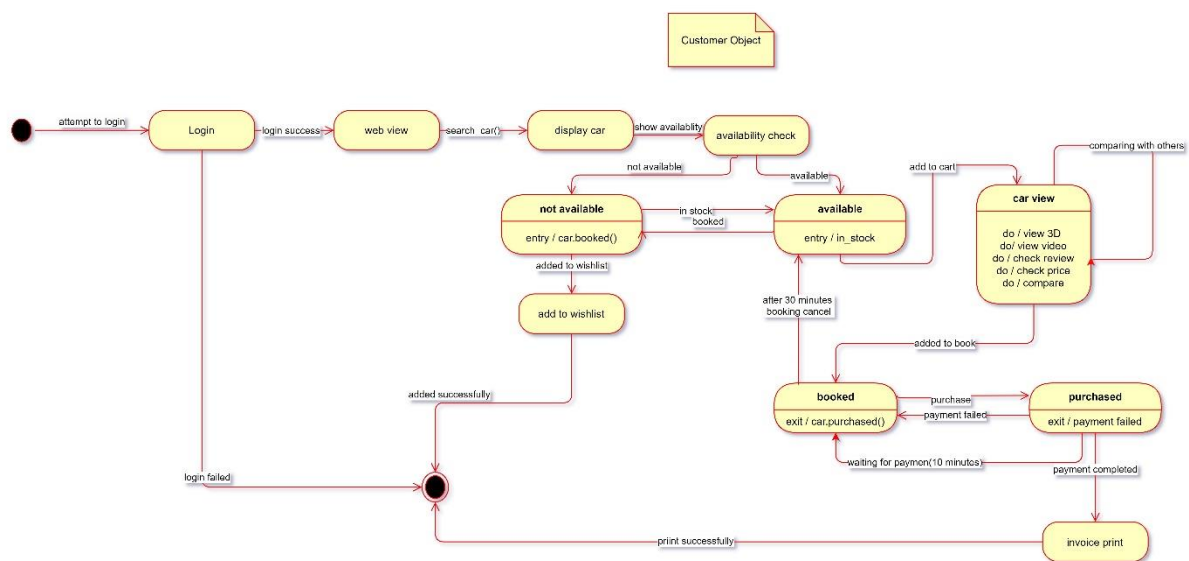 Customer Object
attempt to login
Login
login success
web view
search_car()
display car
show availablity
availability check
not available
available
add to cart
comparing with others
not available
entry / car.booked()
in stock
booked
available
entry / in_stock
car view
do / view 3D
do/ view video
do / check review
do / check price
do / compare
added to wishlist
add to wishlist
after 30 minutes
booking cancel
added to book
added successfully
booked
exit / car.purchased()
purchase
payment failed
purchased
exit / payment failed
waiting for paymen(10 minutes)
payment completed
login failed
invoice print
priint successfully